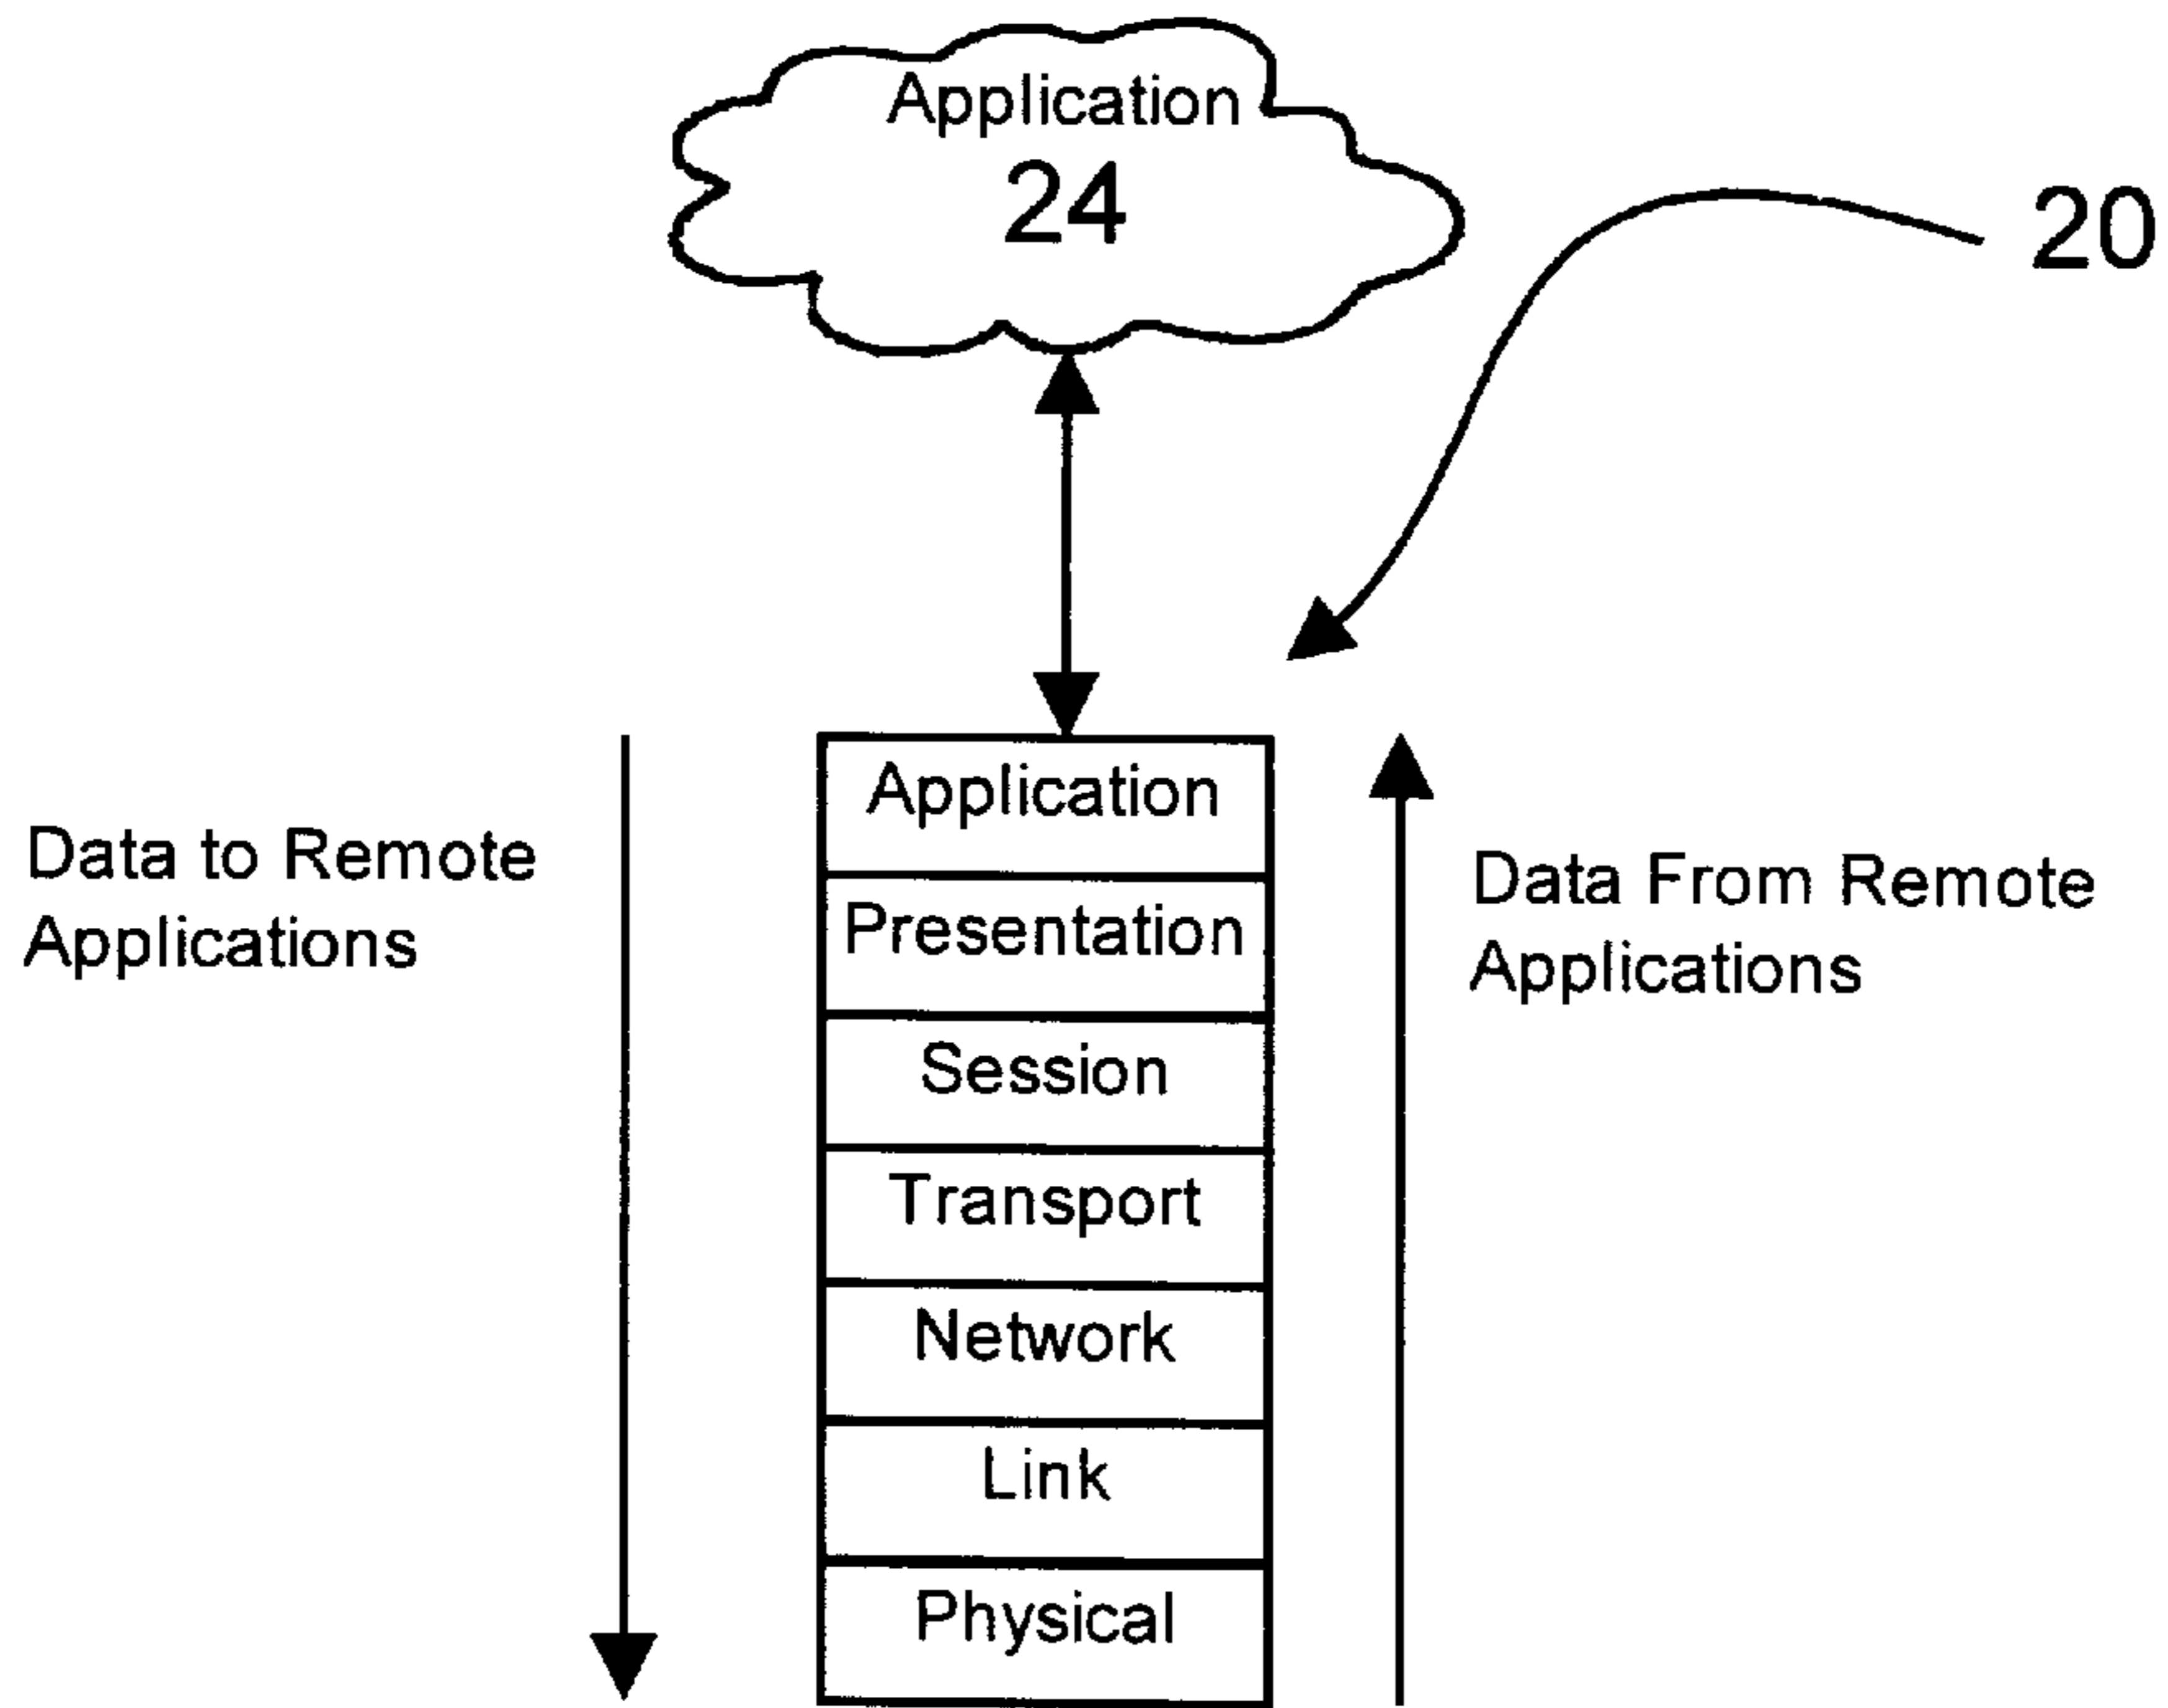 Application
24
20
Data to Remote
Applications
Application
Presentation
Session
Transport
Network
Link
Physical
Data From Remote
Applications